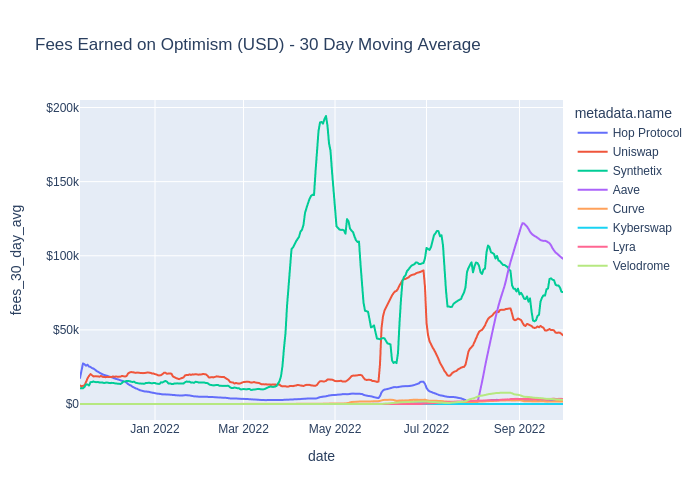 Fees Earned on Optimism (USD) - 30 Day Moving Average
metadata.name
Hop Protocol
Uniswap
Synthetix
Aave
Curve
Kyberswap
Lyra
Velodrome
fees_30_day_avg
$200k
$150k
$100k
$50k
$0
Jan 2022
Mar 2022
May 2022
Jul 2022
Sep 2022
date